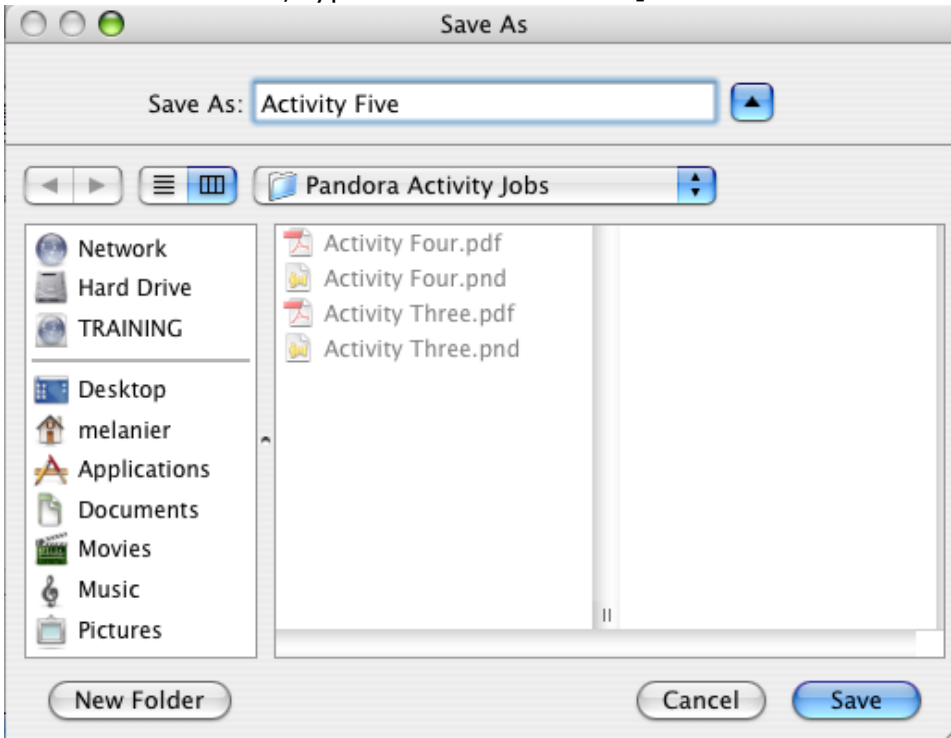 Save As
Save As: Activity Five
Pandora Activity Jobs
Network
Hard Drive
TRAINING
Desktop
melanier
Applications
Documents
Movies
Music
Pictures
Activity Four.pdf
Activity Four.pnd
Activity Three.pdf
Activity Three.pnd
New Folder
Cancel
Save